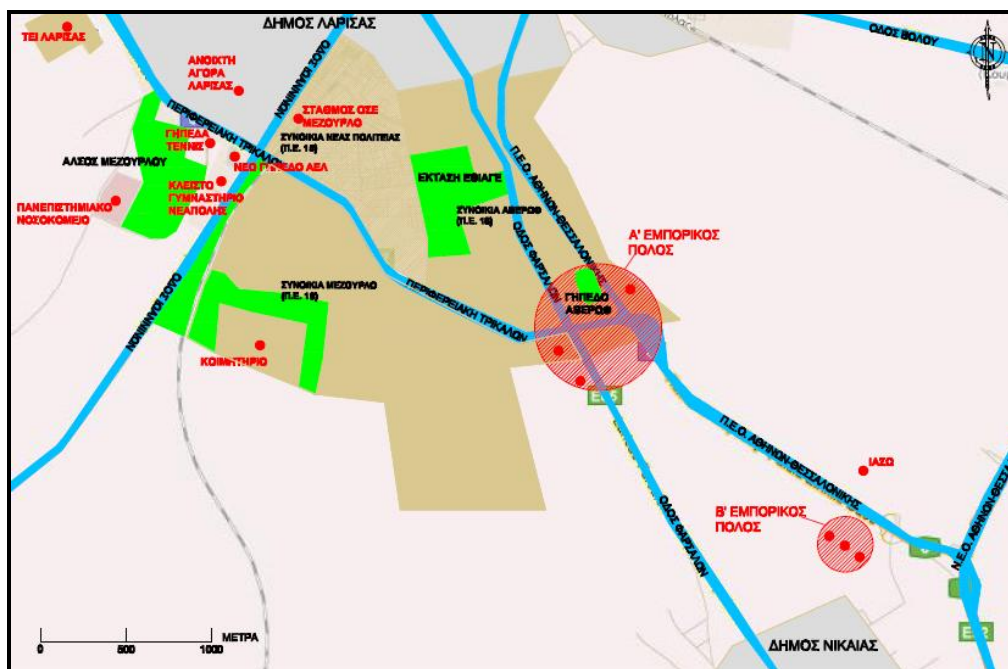 ΔΗΜΟΣ ΛΑΡΙΣΑΣ
ΤΕΙ ΛΑΡΙΣΑΣ
ΟΔΟΣ ΒΟΛΟΥ
N
ΑΝΟΙΧΤΗ
ΑΓΟΡΑ
ΛΑΡΙΣΑΣ
ΠΕΡΙΦΕΡΕΙΑΚΗ ΤΡΙΚΑΛΩΝ
ΣΤΑΘΜΟΣ ΟΣΕ
ΜΕΖΟΥΡΛΟ
ΣΥΝΟΙΚΙΑ ΝΕΑΣ ΠΟΛΙΤΕΙΑΣ
(Π.Ε. 18)
ΓΗΠΕΔΑ
ΤΕΝΝΙΣ
ΝΕΟ ΓΗΠΕΔΟ ΑΕΛ
ΑΛΣΟΣ ΜΕΖΟΥΡΛΟΥ
ΚΛΕΙΣΤΟ
ΓΥΜΝΑΣΤΗΡΙΟ
ΝΕΑΠΟΛΗΣ
ΠΑΝΕΠΙΣΤΗΜΙΑΚΟ
ΝΟΣΟΚΟΜΕΙΟ
ΕΚΤΑΣΗ ΕΘΙΑΓΕ
ΣΥΝΟΙΚΙΑ ΑΒΕΡΩΦ
(Π.Ε. 18)
Π.Ε.Ο. ΑΘΗΝΩΝ-ΘΕΣΣΑΛΟΝΙΚΗΣ
ΟΔΟΣ ΦΑΡΣΑΛΩΝ
Α' ΕΜΠΟΡΙΚΟΣ
ΠΟΛΟΣ
ΣΥΝΟΙΚΙΑ ΜΕΖΟΥΡΛΟ
(Π.Ε. 19)
ΠΕΡΙΦΕΡΕΙΑΚΗ ΤΡΙΚΑΛΩΝ
ΓΗΠΕΔΟ
ΑΒΕΡΩΦ
ΚΟΙΜΗΤΗΡΙΟ
Π.Ε.Ο. ΑΘΗΝΩΝ-ΘΕΣΣΑΛΟΝΙΚΗΣ
ΙΑΣΩ
Β' ΕΜΠΟΡΙΚΟΣ
ΠΟΛΟΣ
ΟΔΟΣ ΦΑΡΣΑΛΩΝ
Ν.Ε.Ο. ΑΘΗΝΩΝ-ΘΕΣΣΑ
ΔΗΜΟΣ ΝΙΚΑΙΑΣ
ΜΕΤΡΑ
0 500 1000